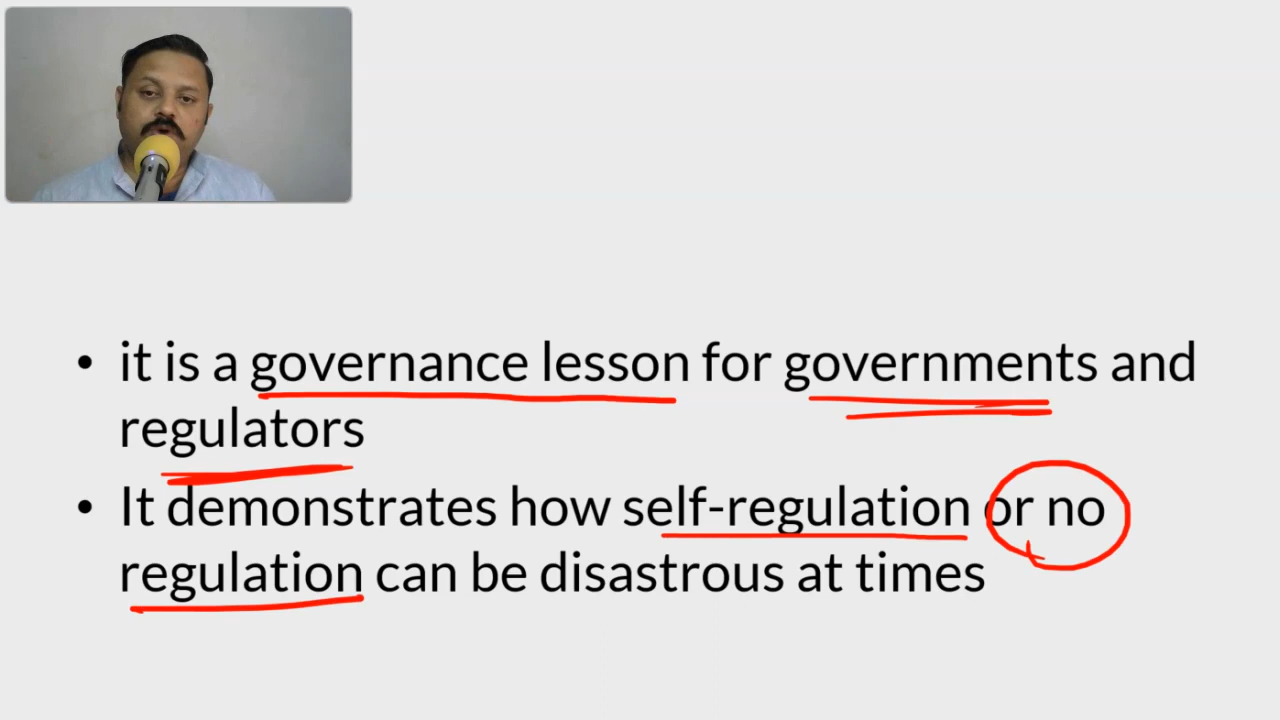 • it is a governance lesson for governments and
regulators
• It demonstrates how self-regulation or no
regulation can be disastrous at times